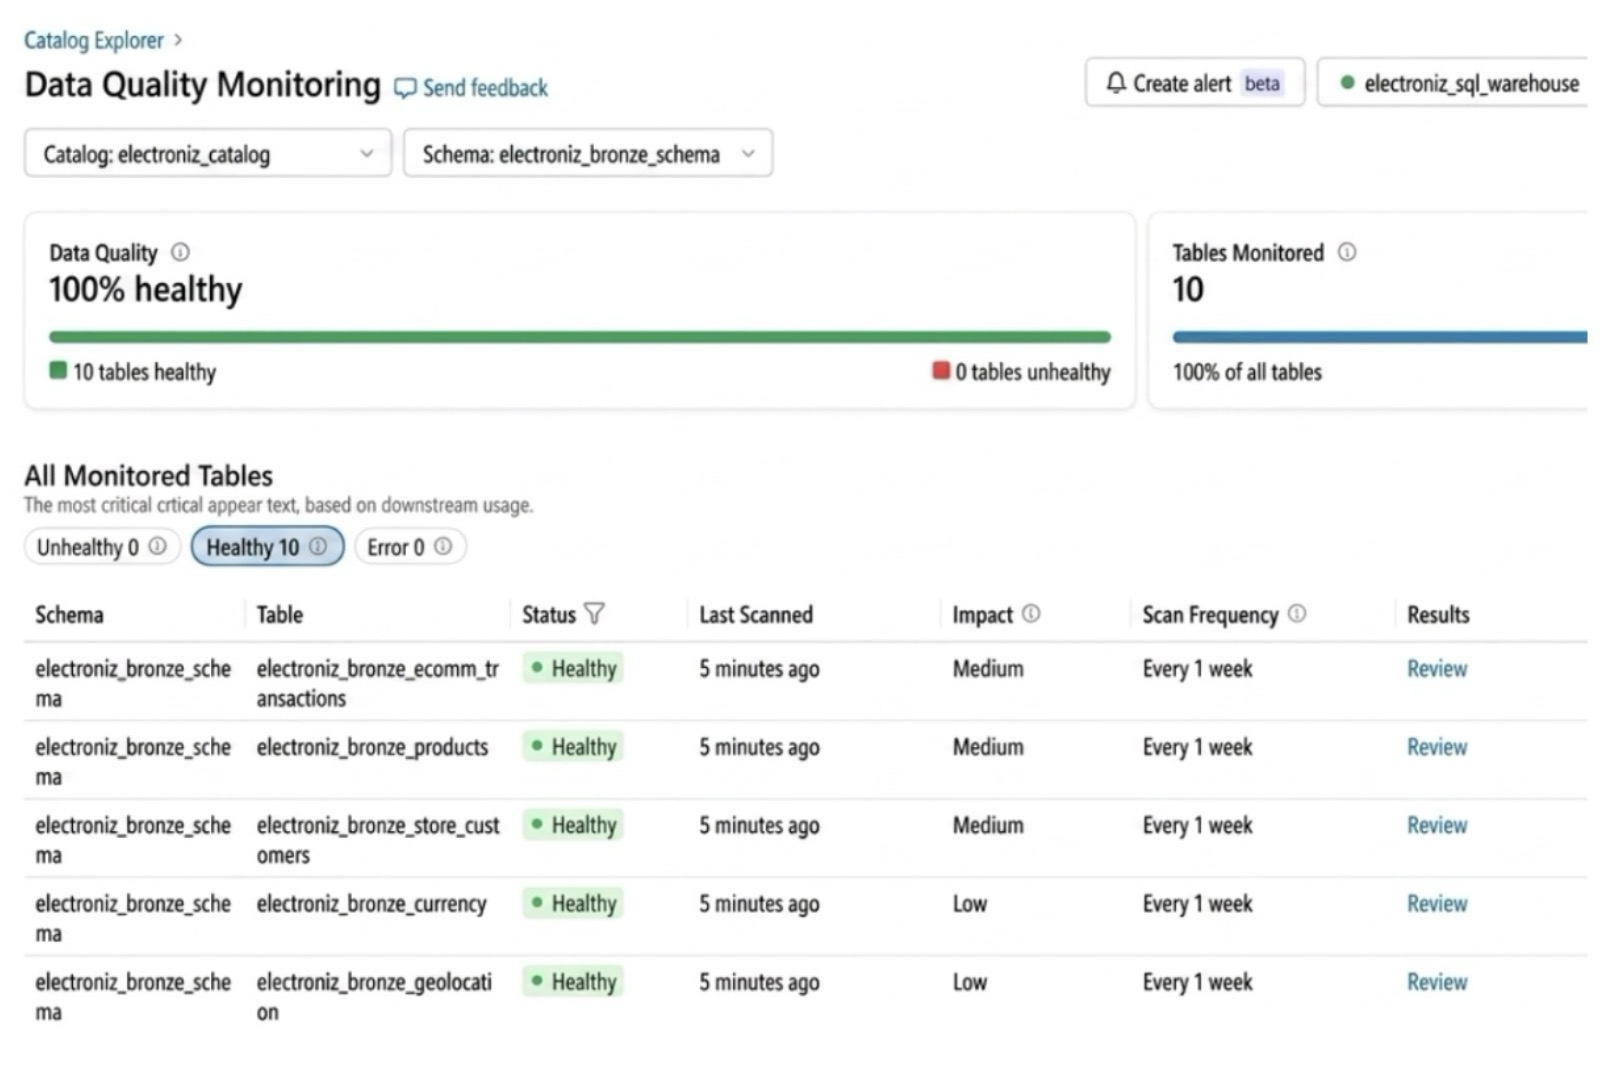 Catalog Explorer >
Data Quality Monitoring Send feedback
Create alert beta
electroniz_sql_warehouse
Catalog: electroniz_catalog
Schema: electroniz_bronze_schema
Data Quality
100% healthy
10 tables healthy
0 tables unhealthy
Tables Monitored
10
100% of all tables
All Monitored Tables
The most critical crtical appear text, based on downstream usage.
Unhealthy 0 Healthy 10 Error 0
Schema Table Status Last Scanned Impact Scan Frequency Results
electroniz_bronze_sche electroniz_bronze_ecomm_tr Healthy 5 minutes ago Medium Every 1 week Review
ma ansactions
electroniz_bronze_sche electroniz_bronze_products Healthy 5 minutes ago Medium Every 1 week Review
ma
electroniz_bronze_sche electroniz_bronze_store_cust Healthy 5 minutes ago Medium Every 1 week Review
ma omers
electroniz_bronze_sche electroniz_bronze_currency Healthy 5 minutes ago Low Every 1 week Review
ma
electroniz_bronze_sche electroniz_bronze_geolocati Healthy 5 minutes ago Low Every 1 week Review
ma on